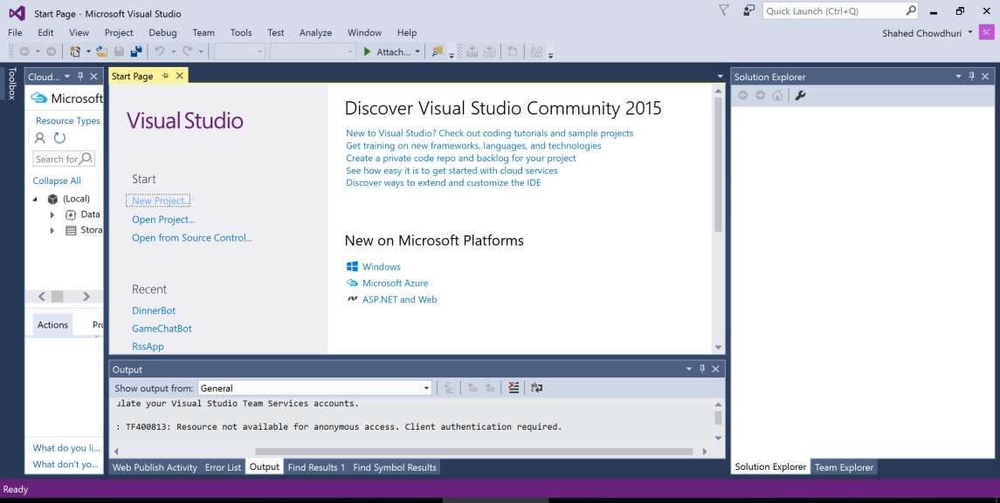 Start Page - Microsoft Visual Studio
Quick Launch (Ctrl+Q)
File Edit View Project Debug Team Tools Test Analyze Window Help
Shahed Chowdhuri
SC
Attach...
Toolbox
Cloud...
Microsoft
Resource Types
Search for
Collapse All
(Local)
Data
Stora
Actions
Pro
What do you li...
What don't yo...
Start Page
Visual Studio
Start
New Project...
Open Project...
Open from Source Control...
Recent
DinnerBot
GameChatBot
RssApp
Discover Visual Studio Community 2015
New to Visual Studio? Check out coding tutorials and sample projects
Get training on new frameworks, languages, and technologies
Create a private code repo and backlog for your project
See how easy it is to get started with cloud services
Discover ways to extend and customize the IDE
New on Microsoft Platforms
Windows
Microsoft Azure
ASP.NET and Web
Output
Show output from: General
ulate your Visual Studio Team Services accounts.
: TF400813: Resource not available for anonymous access. Client authentication required.
Web Publish Activity Error List Output Find Results 1 Find Symbol Results
Solution Explorer
Solution Explorer Team Explorer
Ready